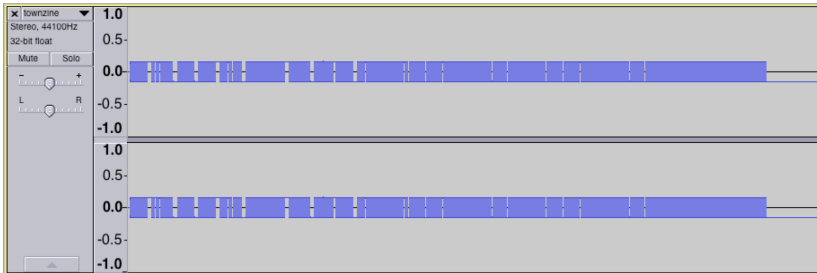 townzine
Stereo, 44100Hz
32-bit float
Mute Solo
- +
L R
1.0
0.5-
0.0-
-0.5-
-1.0
1.0
0.5-
0.0-
-0.5-
-1.0